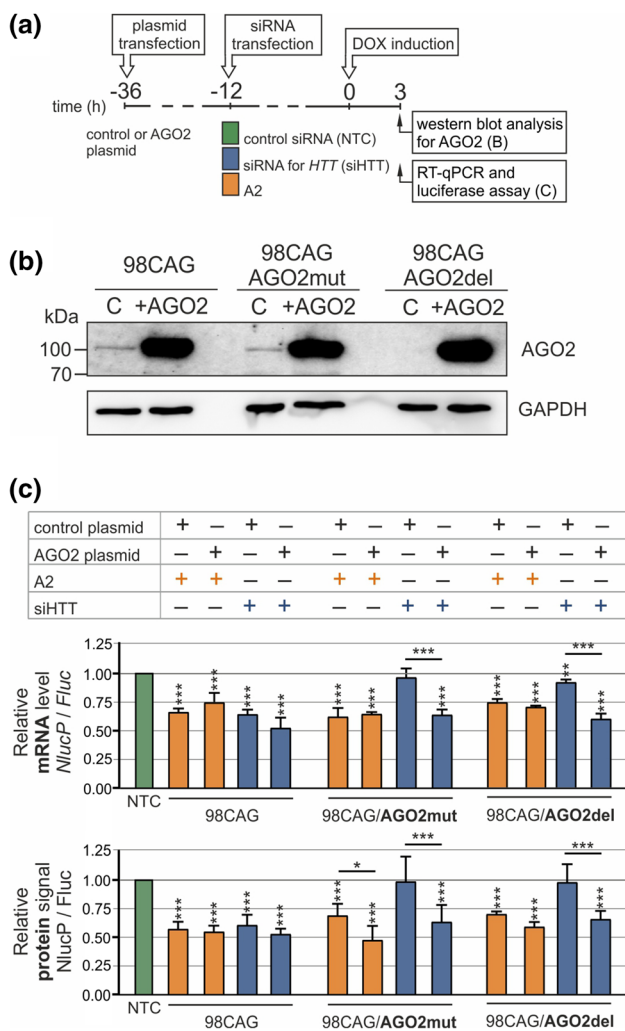 (a)
plasmid transfection
siRNA transfection
DOX induction
-36
-12
0
3
time (h)
control or AGO2 plasmid
control siRNA (NTC)
siRNA for HTT (siHTT)
A2
western blot analysis for AGO2 (B)
RT-qPCR and luciferase assay (C)
(b)
98CAG
98CAG AGO2mut
98CAG AGO2del
C +AGO2
C +AGO2
C +AGO2
kDa
100
70
AGO2
GAPDH
(c)
control plasmid + – + – + – + – + – + –
AGO2 plasmid – + – + – + – + – + – +
A2 + + – – + + – – + + – –
siHTT – – + + – – + + – – + +
Relative mRNA level NlucP / Fluc
1.25
1.00
0.75
0.50
0.25
0.00
*** *** *** *** *** *** *** *** *** *** ** *** ***
NTC
98CAG
98CAG/AGO2mut
98CAG/AGO2del
Relative protein signal NlucP / Fluc
1.25
1.00
0.75
0.50
0.25
0.00
*** *** *** *** *** * *** *** *** *** *** *** ***
NTC
98CAG
98CAG/AGO2mut
98CAG/AGO2del